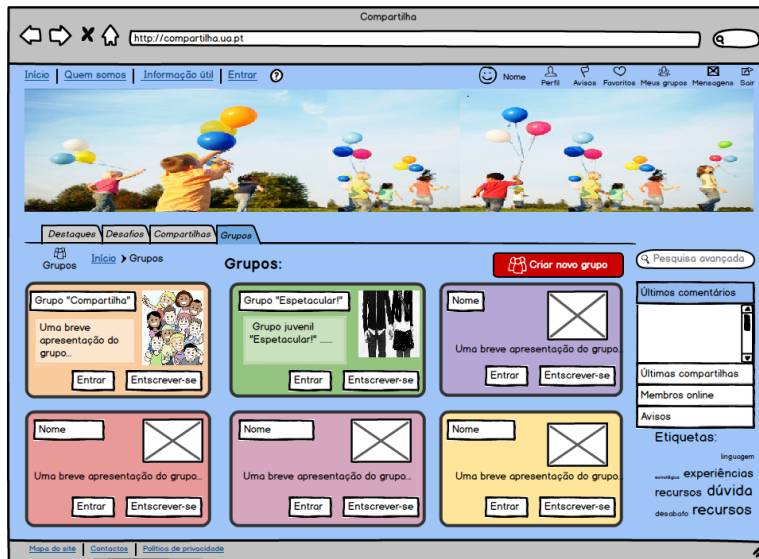 Compartilha
http://compartilha.ua.pt
Início Quem somos Informação útil Entrar ?
Nome Perfil Avisos Favoritos Meus grupos Mensagens Sair
Destaques Desafios Compartilhas Grupos
Grupos Início Grupos
Grupos:
Criar novo grupo
Pesquisa avançada
Grupo "Compartilha"
Uma breve
apresentação do
grupo...
Entrar Entscrever-se
Grupo "Espetacular!"
Grupo juvenil
"Espetacular!" .....
Entrar Entscrever-se
Nome
Uma breve apresentação do grupo...
Entrar Entscrever-se
Últimos comentários
Últimas compartilhas
Membros online
Avisos
Nome
Uma breve apresentação do grupo...
Entrar Entscrever-se
Nome
Uma breve apresentação do grupo...
Entrar Entscrever-se
Nome
Uma breve apresentação do grupo...
Entrar Entscrever-se
Etiquetas:
linguagem
experiências
recursos dúvida
desabafo recursos
Mapa do site Contactos Política de privacidade